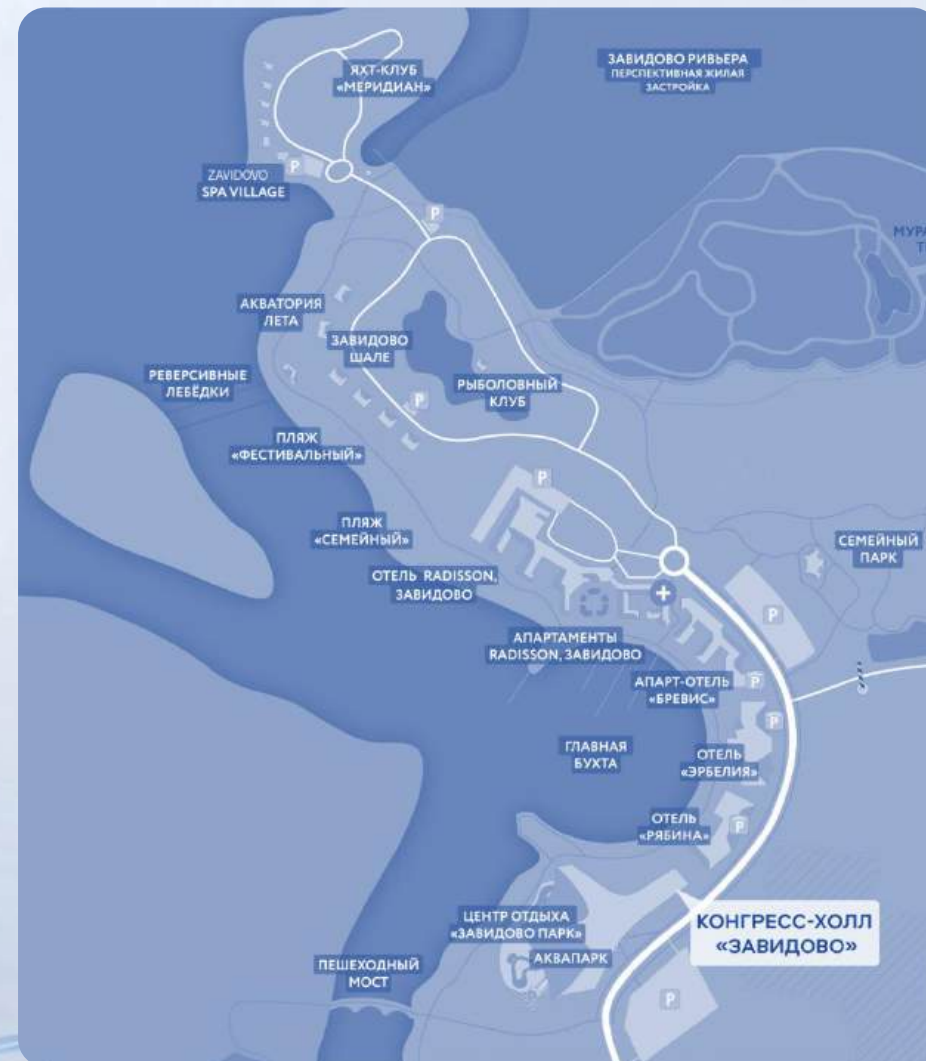 ЯХТ-КЛУБ
«МЕРИДИАН»
ЗАВИДОВО РИВЬЕРА
ПЕРСПЕКТИВНАЯ ЖИЛАЯ
ЗАСТРОЙКА
P
ZAVIDOVO
SPA VILLAGE
P
АКВАТОРИЯ
ЛЕТА
ЗАВИДОВО
ШАЛЕ
РЕВЕРСИВНЫЕ
ЛЕБЁДКИ
РЫБОЛОВНЫЙ
КЛУБ
P
ПЛЯЖ
«ФЕСТИВАЛЬНЫЙ»
P
ПЛЯЖ
«СЕМЕЙНЫЙ»
СЕМЕЙНЫЙ
ПАРК
ОТЕЛЬ RADISSON,
ЗАВИДОВО
P
АПАРТАМЕНТЫ
RADISSON, ЗАВИДОВО
АПАРТ-ОТЕЛЬ
«БРЕВИС»
P
P
ГЛАВНАЯ
БУХТА
ОТЕЛЬ
«ЭРБЕЛИЯ»
ОТЕЛЬ
«РЯБИНА»
P
ЦЕНТР ОТДЫХА
«ЗАВИДОВО ПАРК»
КОНГРЕСС-ХОЛЛ
«ЗАВИДОВО»
АКВАПАРК
ПЕШЕХОДНЫЙ
МОСТ
P